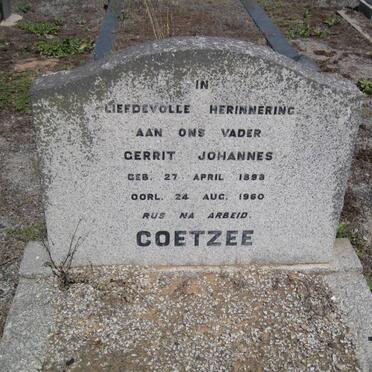 IN
LIEFDEVOLLE HERINNERING
AAN ONS VADER
GERRIT JOHANNES
GEB. 27 APRIL 1893
OORL. 24 AUG. 1960
RUS NA ARBEID.
COETZEE